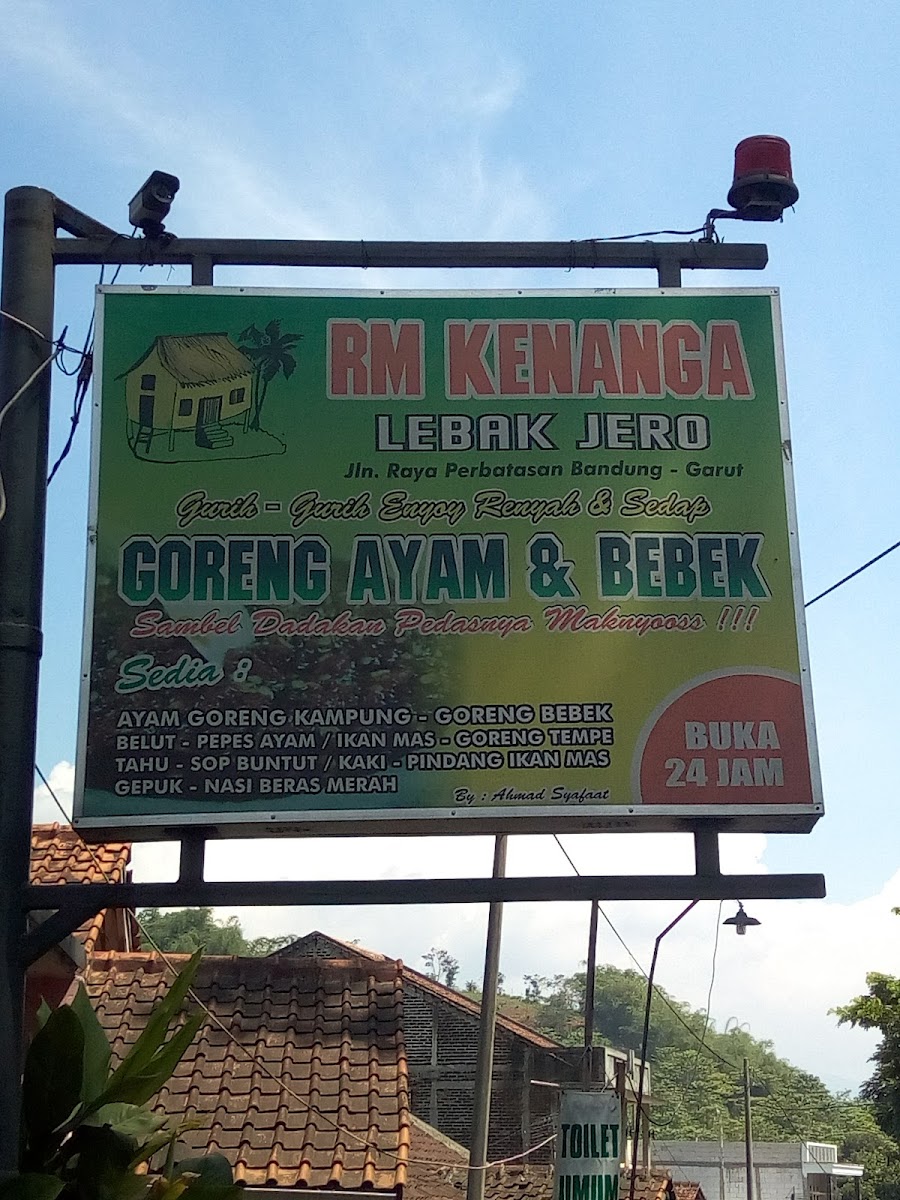 RM KENANGA
LEBAK JERO
Jln. Raya Perbatasan Bandung - Garut
Gurih - Gurih Enyoy Renyah & Sedap
GORENG AYAM & BEBEK
Sambel Dadakan Pedasnya Maknyooss !!!
Sedia :
AYAM GORENG KAMPUNG - GORENG BEBEK
BELUT - PEPES AYAM / IKAN MAS - GORENG TEMPE
TAHU - SOP BUNTUT / KAKI - PINDANG IKAN MAS
GEPUK - NASI BERAS MERAH
By : Ahmad Syafaat
BUKA
24 JAM
TOILET
UMUM